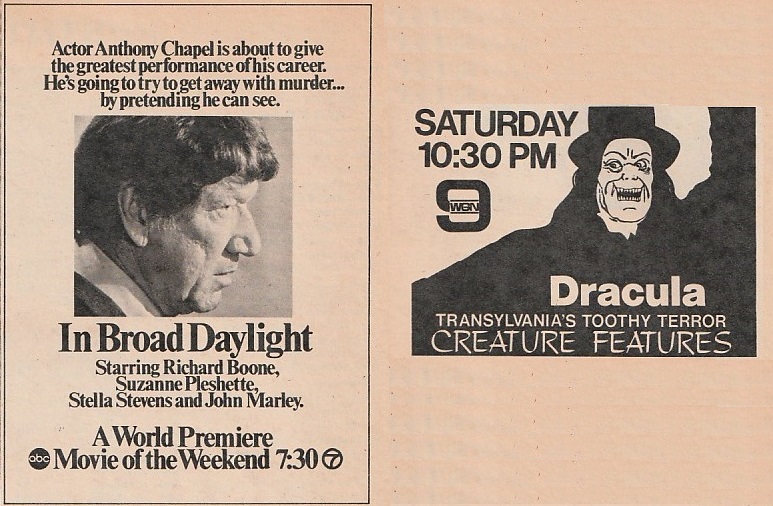 Actor Anthony Chapel is about to give
the greatest performance of his career.
He's going to try to get away with murder...
by pretending he can see.
In Broad Daylight
Starring Richard Boone,
Suzanne Pleshette,
Stella Stevens and John Marley.
A World Premiere
abc Movie of the Weekend 7:30 7
SATURDAY
10:30 PM
9
WGN
Dracula
TRANSYLVANIA'S TOOTHY TERROR
CREATURE FEATURES